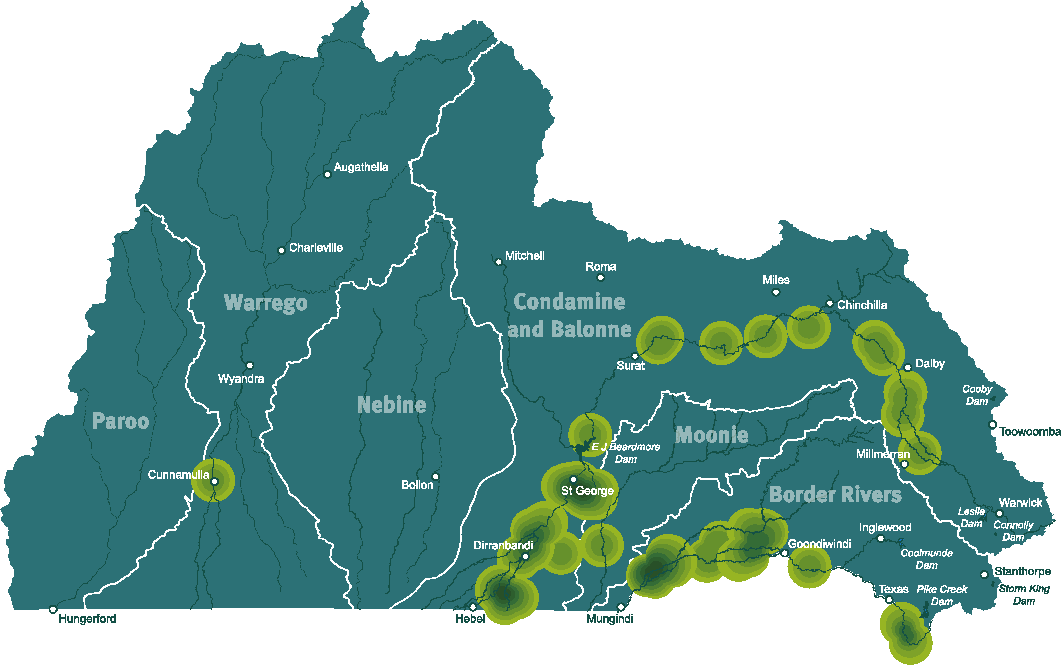 Augathella
Charleville
Mitchell
Roma
Miles
Warrego
Condamine
and Balonne
Chinchilla
Surat
Dalby
Wyandra
Cooby
Dam
Paroo
Nebine
Moonie
Toowoomba
E J Beardmore
Dam
Millmerran
Cunnamulla
Bollon
St George
Border Rivers
Warwick
Leslie
Dam
Connolly
Dam
Inglewood
Dirranbandi
Goondiwindi
Coolmunda
Dam
Stanthorpe
Texas
Pike Creek
Dam
Storm King
Dam
Hungerford
Hebel
Mungindi